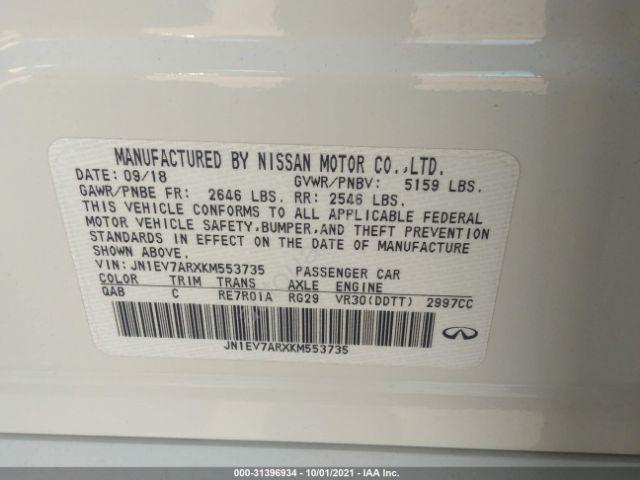 MANUFACTURED BY NISSAN MOTOR CO.,LTD.
DATE: 09/18 GVWR/PNBV: 5159 LBS.
GAWR/PNBE FR: 2646 LBS. RR: 2546 LBS.
THIS VEHICLE CONFORMS TO ALL APPLICABLE FEDERAL
MOTOR VEHICLE SAFETY,BUMPER,AND THEFT PREVENTION
STANDARDS IN EFFECT ON THE DATE OF MANUFACTURE
SHOWN ABOVE.
VIN: JN1EV7ARXKM553735 PASSENGER CAR
COLOR TRIM TRANS AXLE ENGINE
QAB C RE7R01A RG29 VR30(DDTT) 2997CC
JN1EV7ARXKM553735
000-31396934 - 10/01/2021 - IAA Inc.